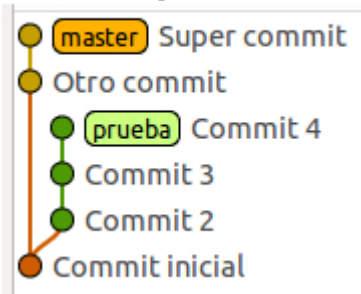 master Super commit
Otro commit
prueba Commit 4
Commit 3
Commit 2
Commit inicial